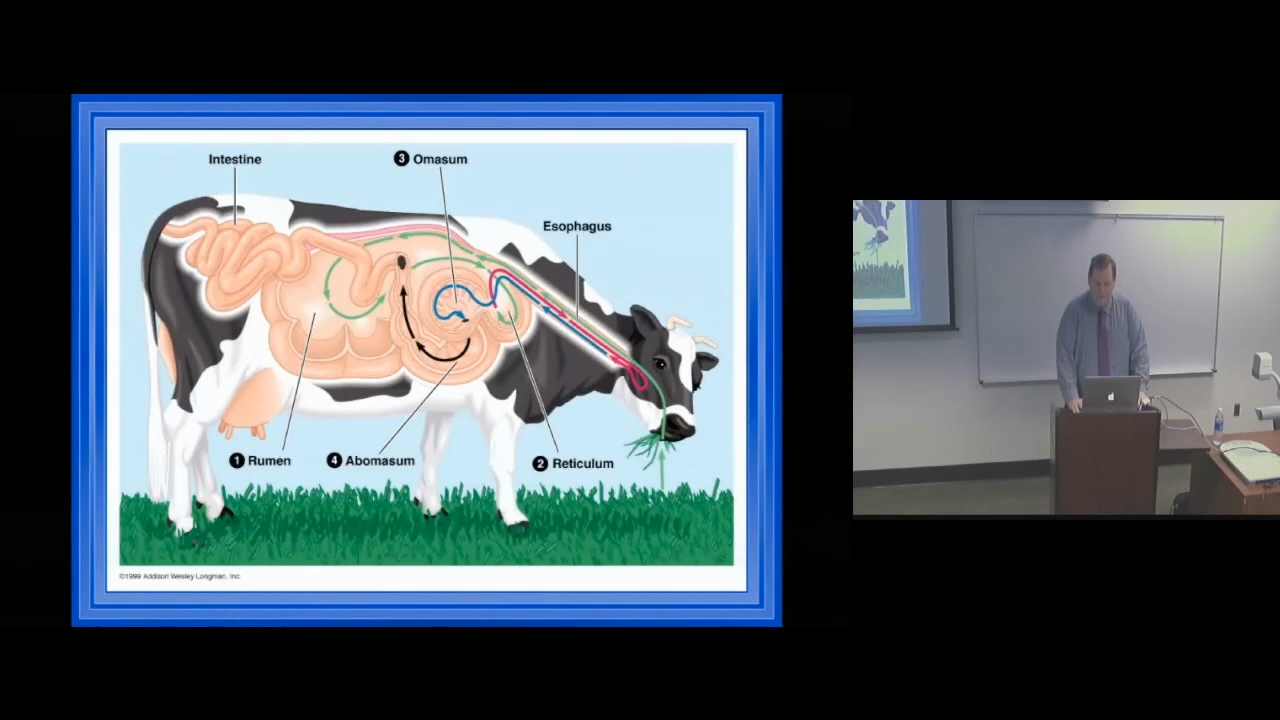 Intestine
3 Omasum
Esophagus
1 Rumen
4 Abomasum
2 Reticulum
©1999 Addison Wesley Longman, Inc